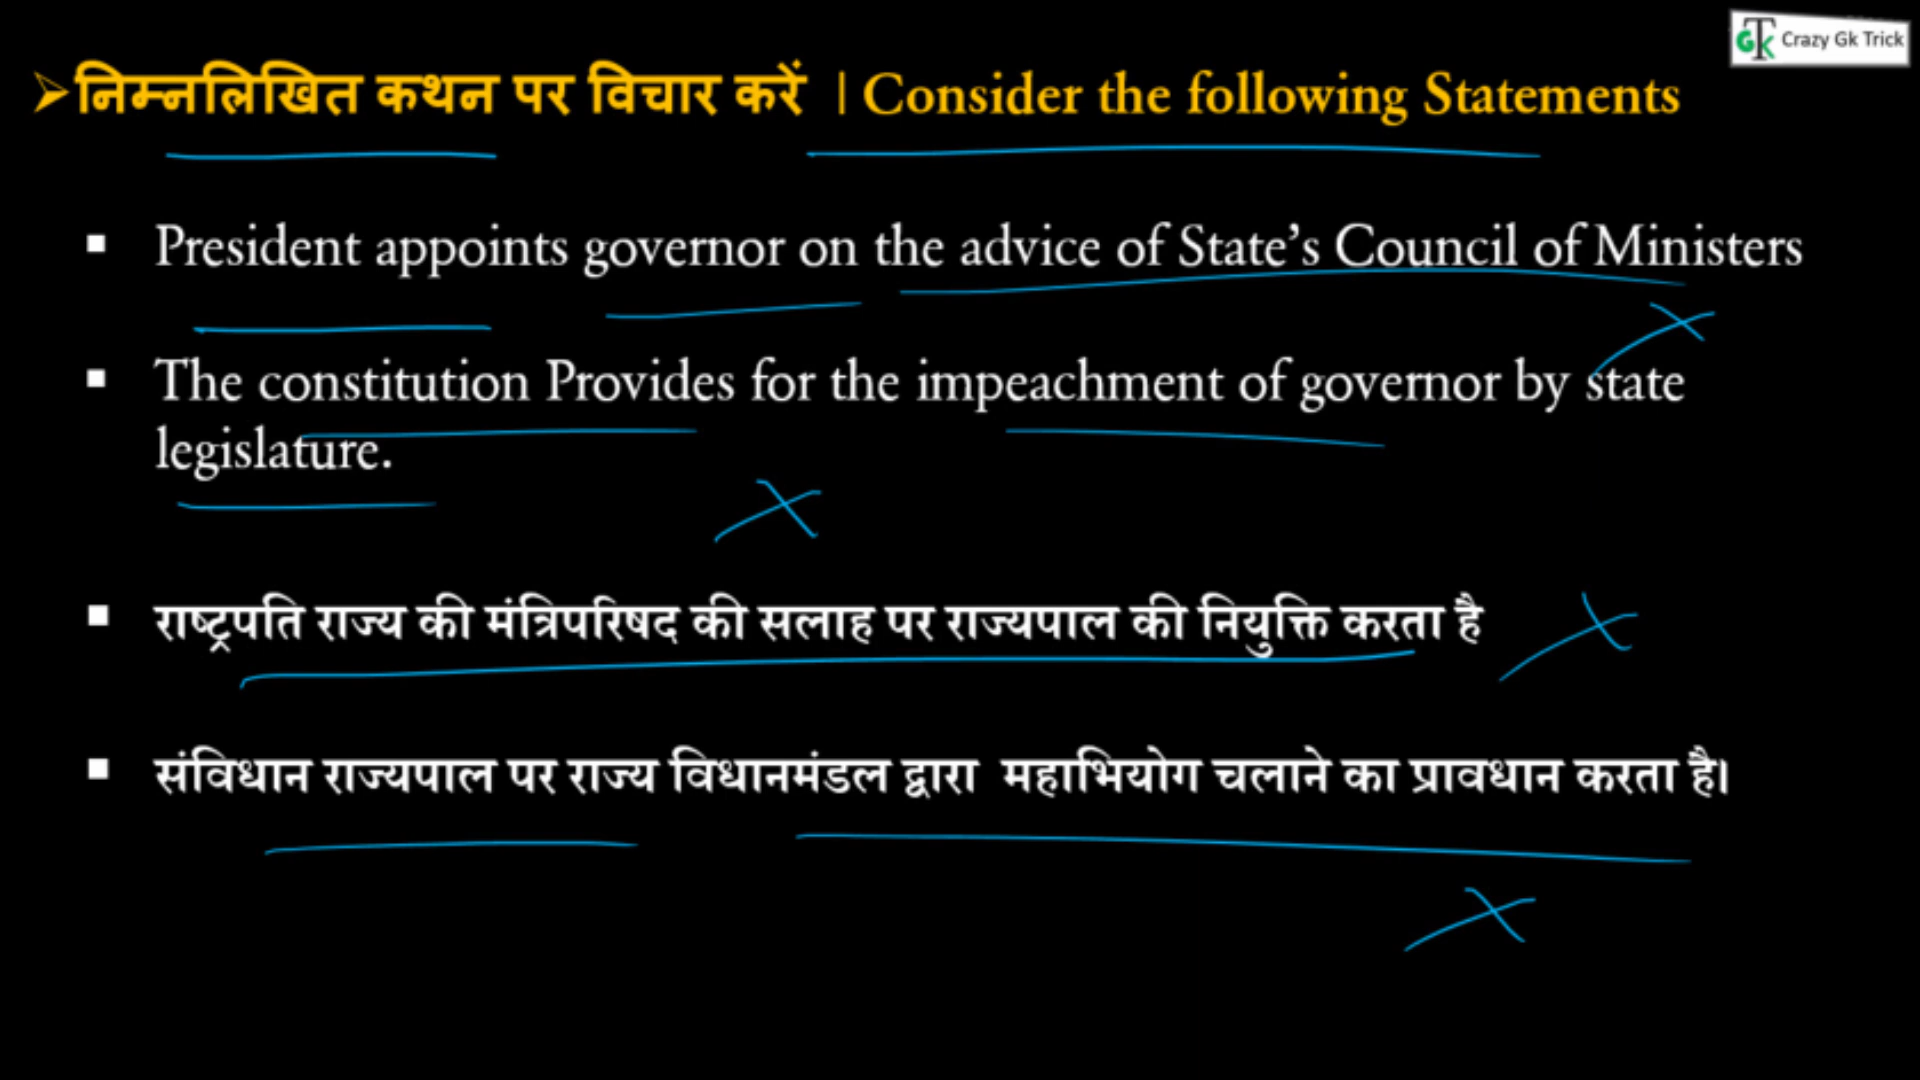 GTK Crazy Gk Trick
➢निम्नलिखित कथन पर विचार करें | Consider the following Statements
▪ President appoints governor on the advice of State’s Council of Ministers
▪ The constitution Provides for the impeachment of governor by state
legislature.
▪ राष्ट्रपति राज्य की मंत्रिपरिषद की सलाह पर राज्यपाल की नियुक्ति करता है
▪ संविधान राज्यपाल पर राज्य विधानमंडल द्वारा महाभियोग चलाने का प्रावधान करता है।